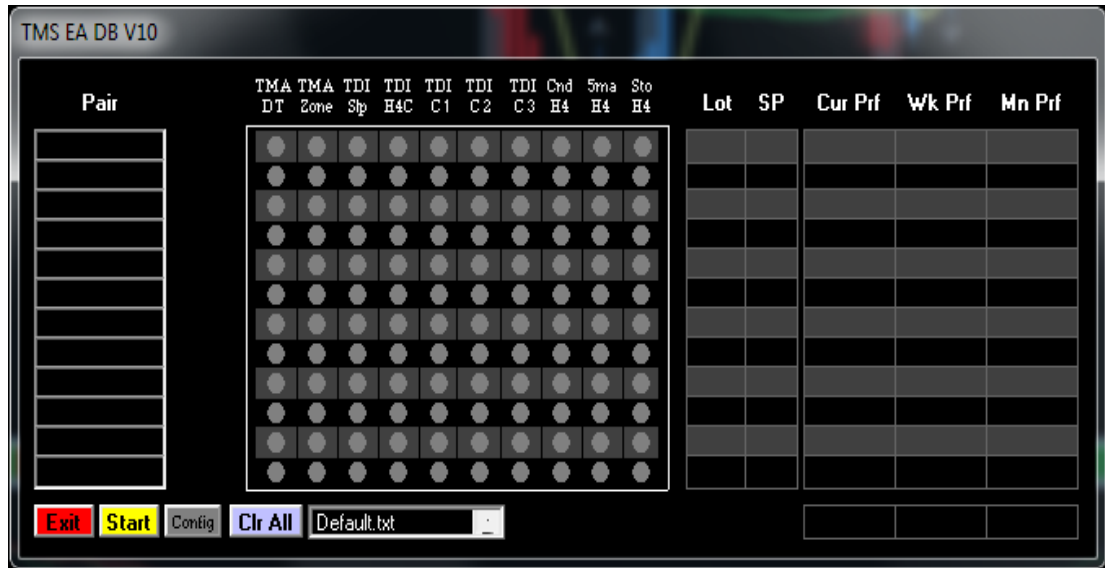 TMS EA DB V10
Pair TMA DT TMA Zone TDI Slp TDI H4C TDI C1 TDI C2 TDI C3 Cnd H4 5ma H4 Sto H4 Lot SP Cur Prf Wk Prf Mn Prf
Exit Start Config Clr All Default.txt